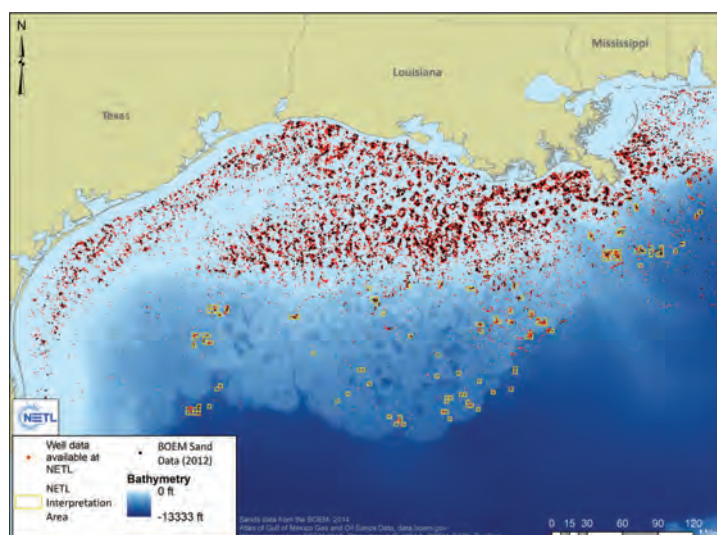 N
Mississippi
Louisiana
Texas
NETL
Well data
available at
NETL
BOEM Sand
Data (2012)
NETL
Interpretation
Area
Bathymetry
0 ft
-13333 ft
Sands data from the BOEM, 2014
Atlas of Gulf of Mexico Gas and Oil Sands Data, data.boem.gov
0 15 30 60 90 120